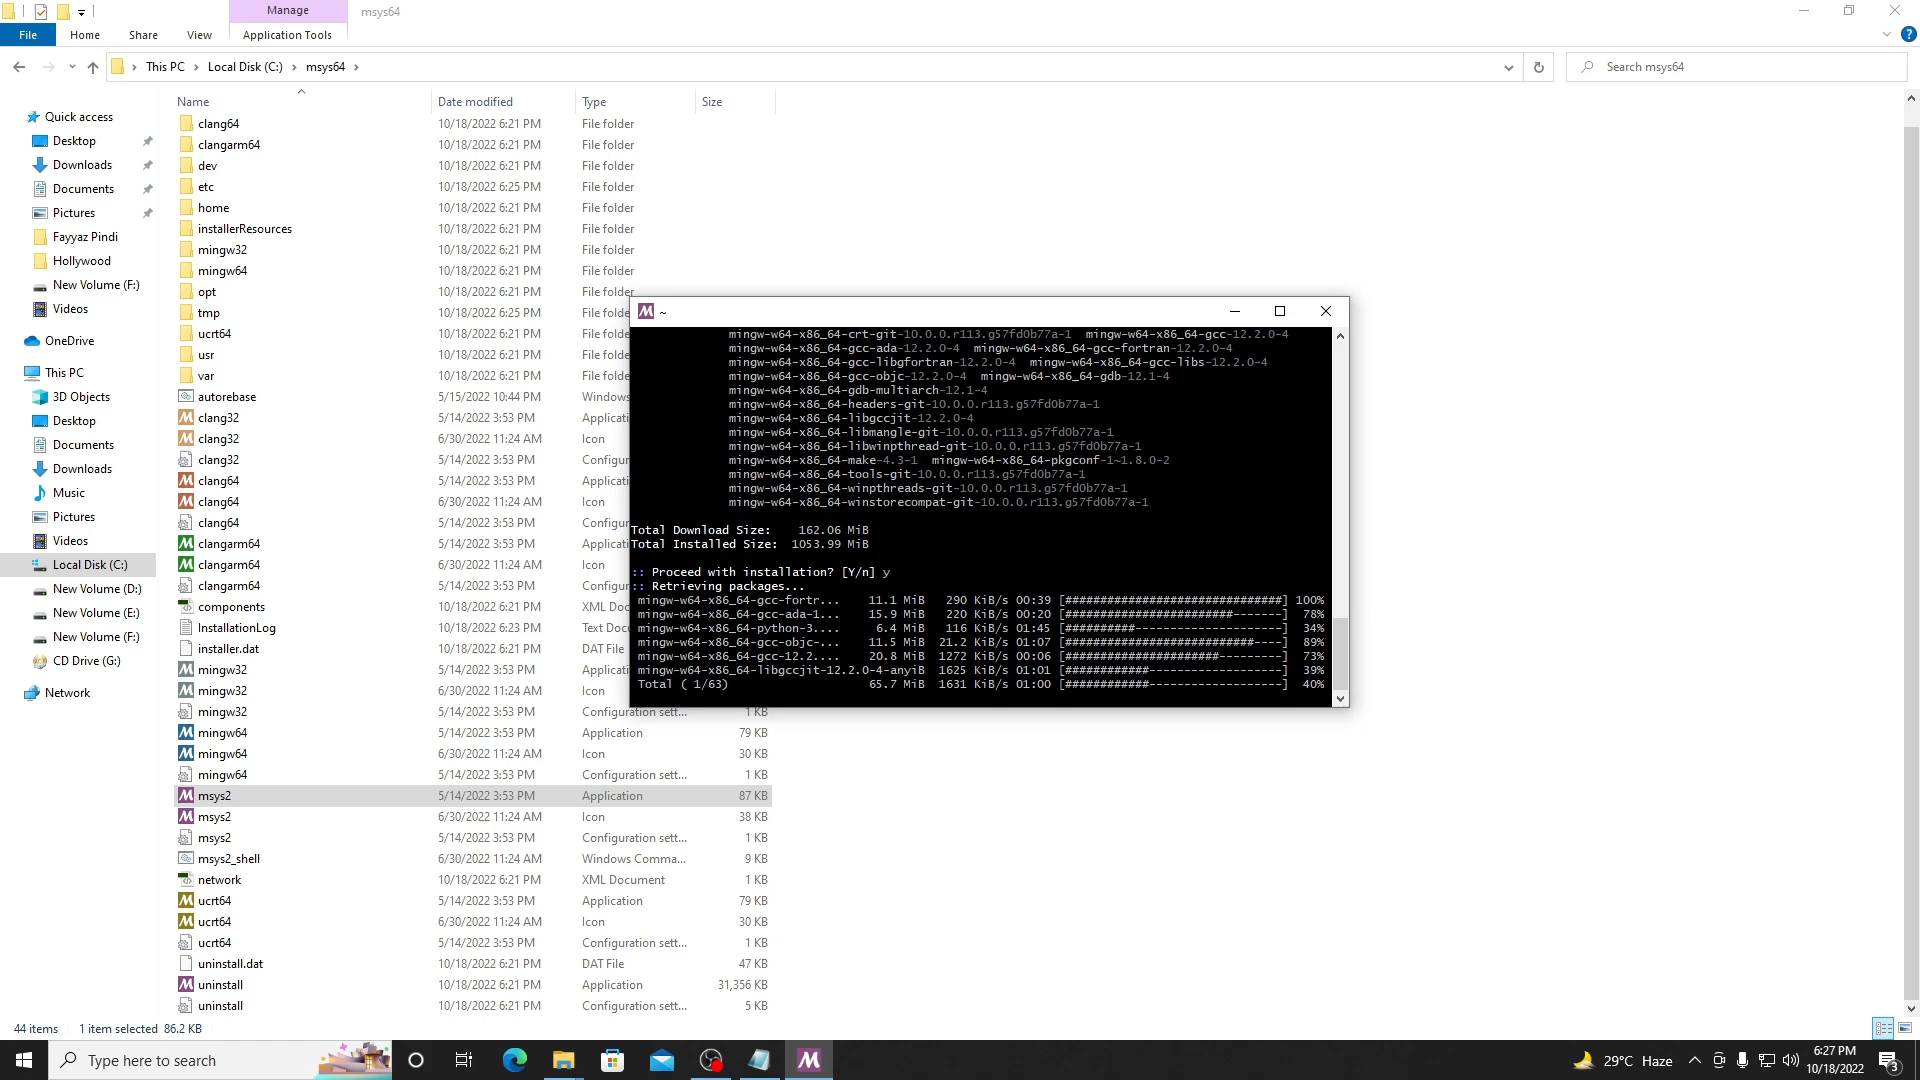 Manage
msys64
File
Home
Share
View
Application Tools
This PC
Local Disk (C:)
msys64
Search msys64
Name
Date modified
Type
Size
Quick access
Desktop
Downloads
Documents
Pictures
Fayyaz Pindi
Hollywood
New Volume (F:)
Videos
OneDrive
This PC
3D Objects
Desktop
Documents
Downloads
Music
Pictures
Videos
Local Disk (C:)
New Volume (D:)
New Volume (E:)
New Volume (F:)
CD Drive (G:)
Network
clang64 10/18/2022 6:21 PM File folder
clangarm64 10/18/2022 6:21 PM File folder
dev 10/18/2022 6:21 PM File folder
etc 10/18/2022 6:25 PM File folder
home 10/18/2022 6:21 PM File folder
installerResources 10/18/2022 6:21 PM File folder
mingw32 10/18/2022 6:21 PM File folder
mingw64 10/18/2022 6:21 PM File folder
opt 10/18/2022 6:21 PM File folder
tmp 10/18/2022 6:25 PM File folde
ucrt64 10/18/2022 6:21 PM File folde
usr 10/18/2022 6:21 PM File folde
var 10/18/2022 6:21 PM File folde
autorebase 5/15/2022 10:44 PM Windows
clang32 5/14/2022 3:53 PM Applicati
clang32 6/30/2022 11:24 AM Icon
clang32 5/14/2022 3:53 PM Configur
clang64 5/14/2022 3:53 PM Applicati
clang64 6/30/2022 11:24 AM Icon
clang64 5/14/2022 3:53 PM Configur
clangarm64 5/14/2022 3:53 PM Applicati
clangarm64 6/30/2022 11:24 AM Icon
clangarm64 5/14/2022 3:53 PM Configur
components 10/18/2022 6:21 PM XML Doc
InstallationLog 10/18/2022 6:23 PM Text Docu
installer.dat 10/18/2022 6:21 PM DAT File
mingw32 5/14/2022 3:53 PM Applicati
mingw32 6/30/2022 11:24 AM Icon
mingw32 5/14/2022 3:53 PM Configuration sett... 1 KB
mingw64 5/14/2022 3:53 PM Application 79 KB
mingw64 6/30/2022 11:24 AM Icon 30 KB
mingw64 5/14/2022 3:53 PM Configuration sett... 1 KB
msys2 5/14/2022 3:53 PM Application 87 KB
msys2 6/30/2022 11:24 AM Icon 38 KB
msys2 5/14/2022 3:53 PM Configuration sett... 1 KB
msys2_shell 6/30/2022 11:24 AM Windows Comma... 9 KB
network 10/18/2022 6:21 PM XML Document 1 KB
ucrt64 5/14/2022 3:53 PM Application 79 KB
ucrt64 6/30/2022 11:24 AM Icon 30 KB
ucrt64 5/14/2022 3:53 PM Configuration sett... 1 KB
uninstall.dat 10/18/2022 6:21 PM DAT File 47 KB
uninstall 10/18/2022 6:21 PM Application 31,356 KB
uninstall 10/18/2022 6:21 PM Configuration sett... 5 KB
~
mingw-w64-x86_64-crt-git-10.0.0.r113.g57fd0b77a-1 mingw-w64-x86_64-gcc-12.2.0-4
mingw-w64-x86_64-gcc-ada-12.2.0-4 mingw-w64-x86_64-gcc-fortran-12.2.0-4
mingw-w64-x86_64-gcc-libgfortran-12.2.0-4 mingw-w64-x86_64-gcc-libs-12.2.0-4
mingw-w64-x86_64-gcc-objc-12.2.0-4 mingw-w64-x86_64-gdb-12.1-4
mingw-w64-x86_64-gdb-multiarch-12.1-4
mingw-w64-x86_64-headers-git-10.0.0.r113.g57fd0b77a-1
mingw-w64-x86_64-libgccjit-12.2.0-4
mingw-w64-x86_64-libmangle-git-10.0.0.r113.g57fd0b77a-1
mingw-w64-x86_64-libwinpthread-git-10.0.0.r113.g57fd0b77a-1
mingw-w64-x86_64-make-4.3-1 mingw-w64-x86_64-pkgconf-1~1.8.0-2
mingw-w64-x86_64-tools-git-10.0.0.r113.g57fd0b77a-1
mingw-w64-x86_64-winpthreads-git-10.0.0.r113.g57fd0b77a-1
mingw-w64-x86_64-winstorecompat-git-10.0.0.r113.g57fd0b77a-1
Total Download Size: 162.06 MiB
Total Installed Size: 1053.99 MiB
:: Proceed with installation? [Y/n] y
:: Retrieving packages...
mingw-w64-x86_64-gcc-fortr... 11.1 MiB 290 KiB/s 00:39 [###############################] 100%
mingw-w64-x86_64-gcc-ada-1... 15.9 MiB 220 KiB/s 00:20 [########################-------] 78%
mingw-w64-x86_64-python-3.... 6.4 MiB 116 KiB/s 01:45 [##########---------------------] 34%
mingw-w64-x86_64-gcc-objc-... 11.5 MiB 21.2 KiB/s 01:07 [###########################----] 89%
mingw-w64-x86_64-gcc-12.2.... 20.8 MiB 1272 KiB/s 00:06 [######################---------] 73%
mingw-w64-x86_64-libgccjit-12.2.0-4-anyiB 1625 KiB/s 01:01 [############-------------------] 39%
Total ( 1/63) 65.7 MiB 1631 KiB/s 01:00 [############-------------------] 40%
44 items 1 item selected 86.2 KB
Type here to search
29°C Haze
6:27 PM
10/18/2022
3